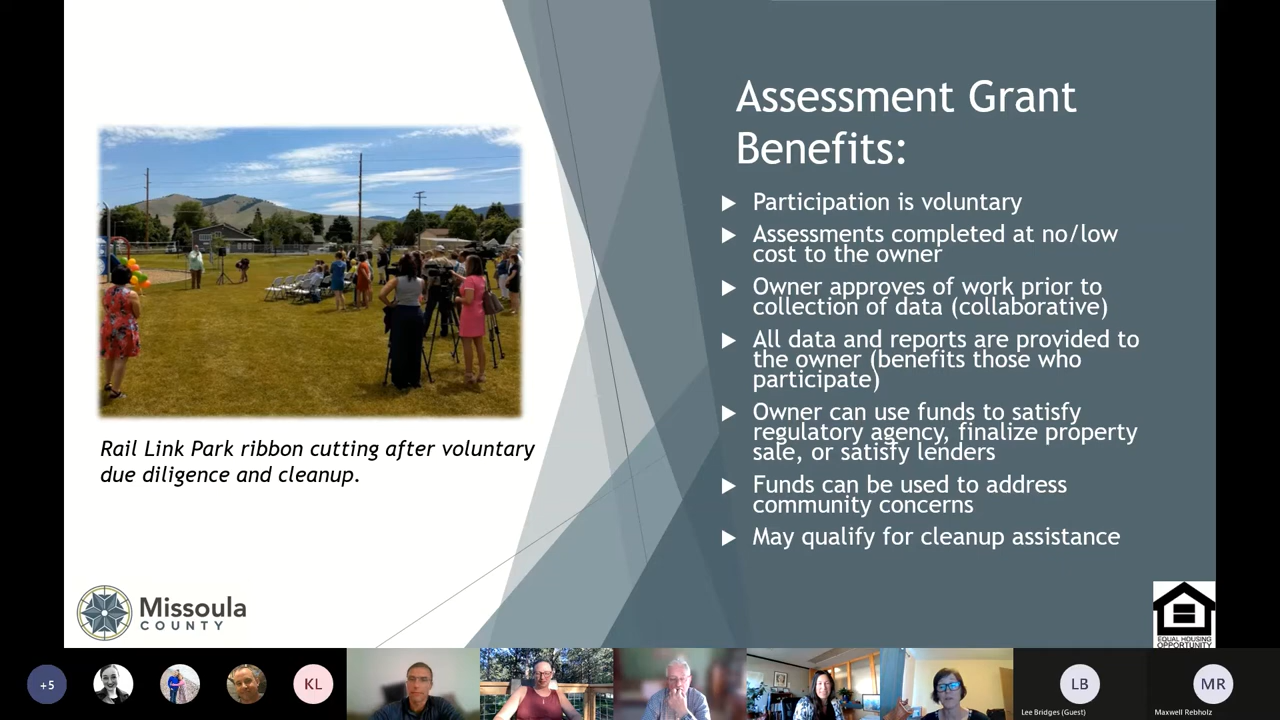 Assessment Grant
Benefits:
Participation is voluntary
Assessments completed at no/low
cost to the owner
Owner approves of work prior to
collection of data (collaborative)
All data and reports are provided to
the owner (benefits those who
participate)
Owner can use funds to satisfy
regulatory agency, finalize property
sale, or satisfy lenders
Funds can be used to address
community concerns
May qualify for cleanup assistance
Rail Link Park ribbon cutting after voluntary
due diligence and cleanup.
Missoula
COUNTY
EQUAL HOUSING
OPPORTUNITY
+5
KL
LB
Lee Bridges (Guest)
MR
Maxwell Rebholz